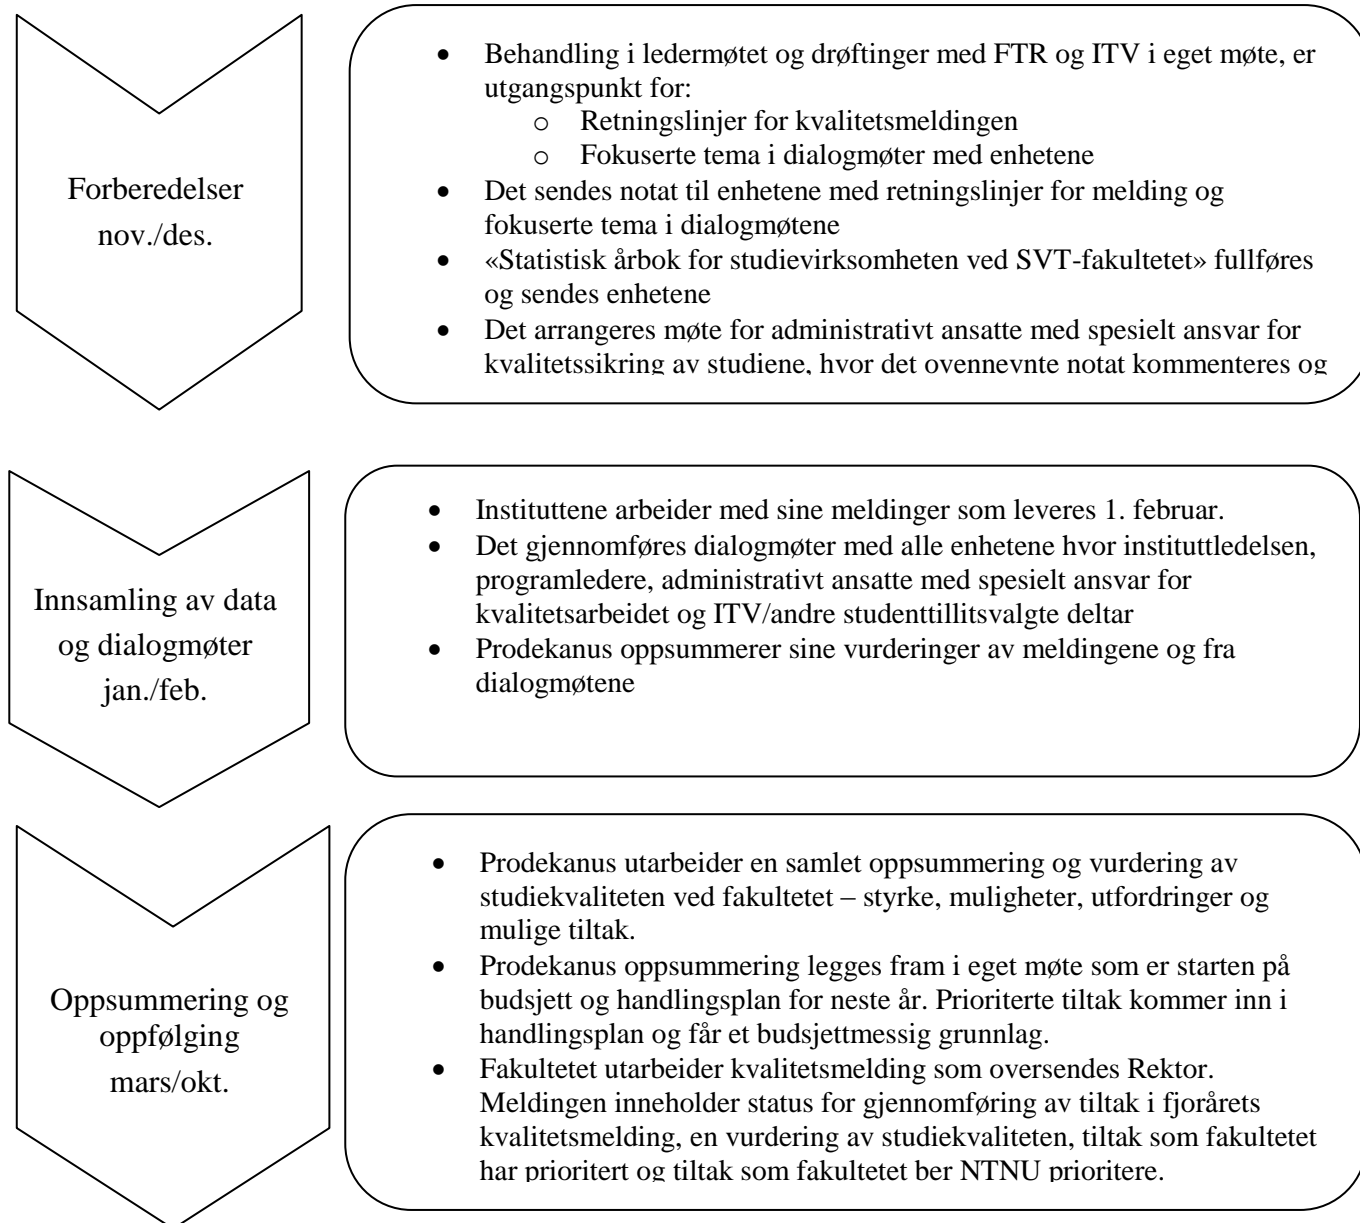 Forberedelser
nov./des.
• Behandling i ledermøtet og drøftinger med FTR og ITV i eget møte, er
utgangspunkt for:
o Retningslinjer for kvalitetsmeldingen
o Fokuserte tema i dialogmøter med enhetene
• Det sendes notat til enhetene med retningslinjer for melding og
fokuserte tema i dialogmøtene
• «Statistisk årbok for studievirksomheten ved SVT-fakultetet» fullføres
og sendes enhetene
• Det arrangeres møte for administrativt ansatte med spesielt ansvar for
kvalitetssikring av studiene, hvor det ovennevnte notat kommenteres og
Innsamling av data
og dialogmøter
jan./feb.
• Instituttene arbeider med sine meldinger som leveres 1. februar.
• Det gjennomføres dialogmøter med alle enhetene hvor instituttledelsen,
programledere, administrativt ansatte med spesielt ansvar for
kvalitetsarbeidet og ITV/andre studenttillitsvalgte deltar
• Prodekanus oppsummerer sine vurderinger av meldingene og fra
dialogmøtene
Oppsummering og
oppfølging
mars/okt.
• Prodekanus utarbeider en samlet oppsummering og vurdering av
studiekvaliteten ved fakultetet – styrke, muligheter, utfordringer og
mulige tiltak.
• Prodekanus oppsummering legges fram i eget møte som er starten på
budsjett og handlingsplan for neste år. Prioriterte tiltak kommer inn i
handlingsplan og får et budsjettmessig grunnlag.
• Fakultetet utarbeider kvalitetsmelding som oversendes Rektor.
Meldingen inneholder status for gjennomføring av tiltak i fjorårets
kvalitetsmelding, en vurdering av studiekvaliteten, tiltak som fakultetet
har prioritert og tiltak som fakultetet ber NTNU prioritere.